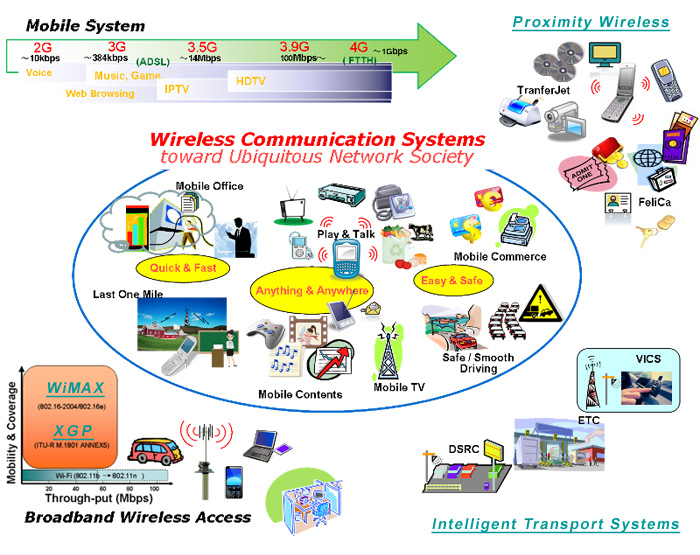 Mobile System
Proximity Wireless
2G 3G 3.5G 3.9G 4G ~1Gbps
~10kbps ~384kbps (ADSL) ~14Mbps 100Mbps~ (FTTH)
Voice
Music, Game
HDTV
Web Browsing
IPTV
TranferJet
ADMIT ONE
FeliCa
Wireless Communication Systems
toward Ubiquitous Network Society
Mobile Office
Play & Talk
Mobile Commerce
Quick & Fast
Anything & Anywhere
Easy & Safe
Last One Mile
Mobile Contents
Mobile TV
Safe / Smooth
Driving
VICS
ETC
DSRC
Intelligent Transport Systems
Mobility & Coverage
WiMAX
(802.16-2004/802.16e)
XGP
(ITU-R M.1801 ANNEX5)
Wi-Fi (802.11b → 802.11n)
20 40 60 80 100
Through-put (Mbps)
Broadband Wireless Access